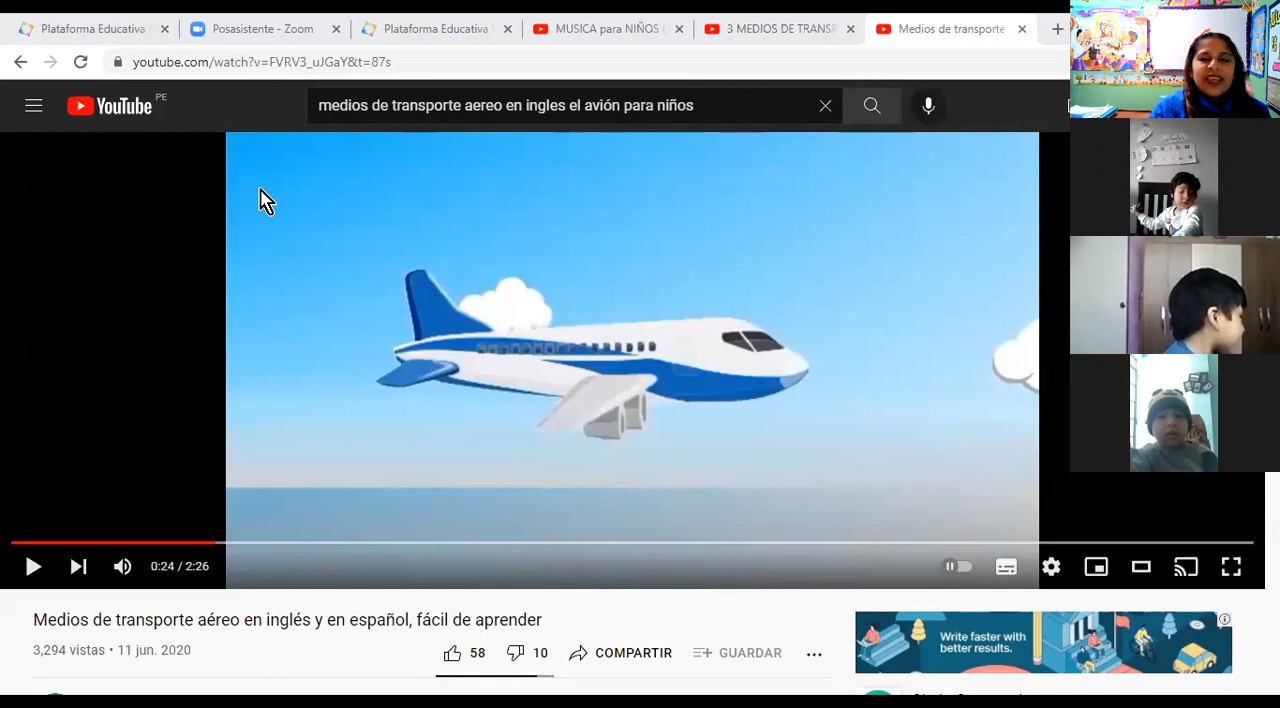 Plataforma Educativa
Posasistente - Zoom
Plataforma Educativa
MUSICA para NIÑOS
3 MEDIOS DE TRANSP
Medios de transporte
youtube.com/watch?v=FVRV3_uJGaY&t=87s
YouTube PE
medios de transporte aereo en ingles el avión para niños
0:24 / 2:26
Medios de transporte aéreo en inglés y en español, fácil de aprender
3,294 vistas • 11 jun. 2020
58
10
COMPARTIR
GUARDAR
Write faster with
better results.